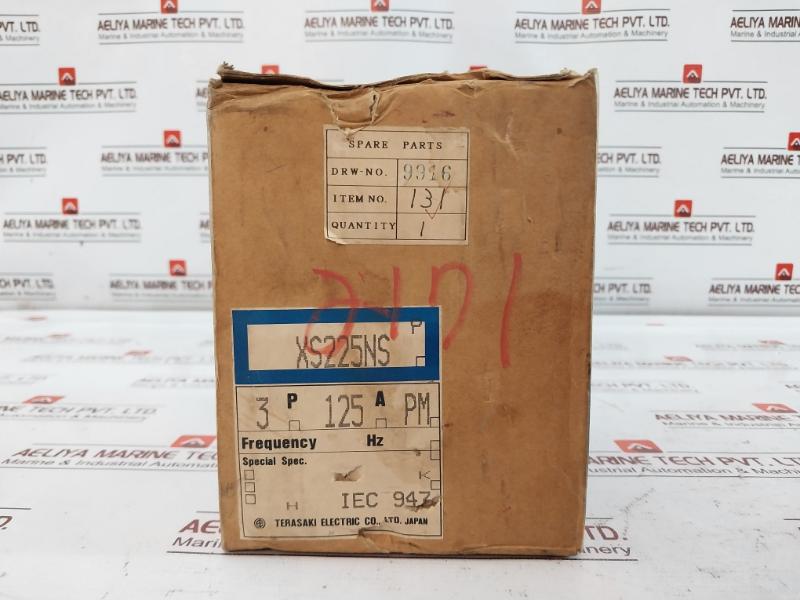 SPARE PARTS
DRW-NO. 9916
ITEM NO. 131
QUANTITY 1
P
XS225NS
3 P 125 A PM
Frequency Hz
Special Spec.
K
H IEC 947
TERASAKI ELECTRIC CO., LTD. JAPAN
AELIYA MARINE TECH PVT. LTD.
Marine & Industrial Automation & Machinery